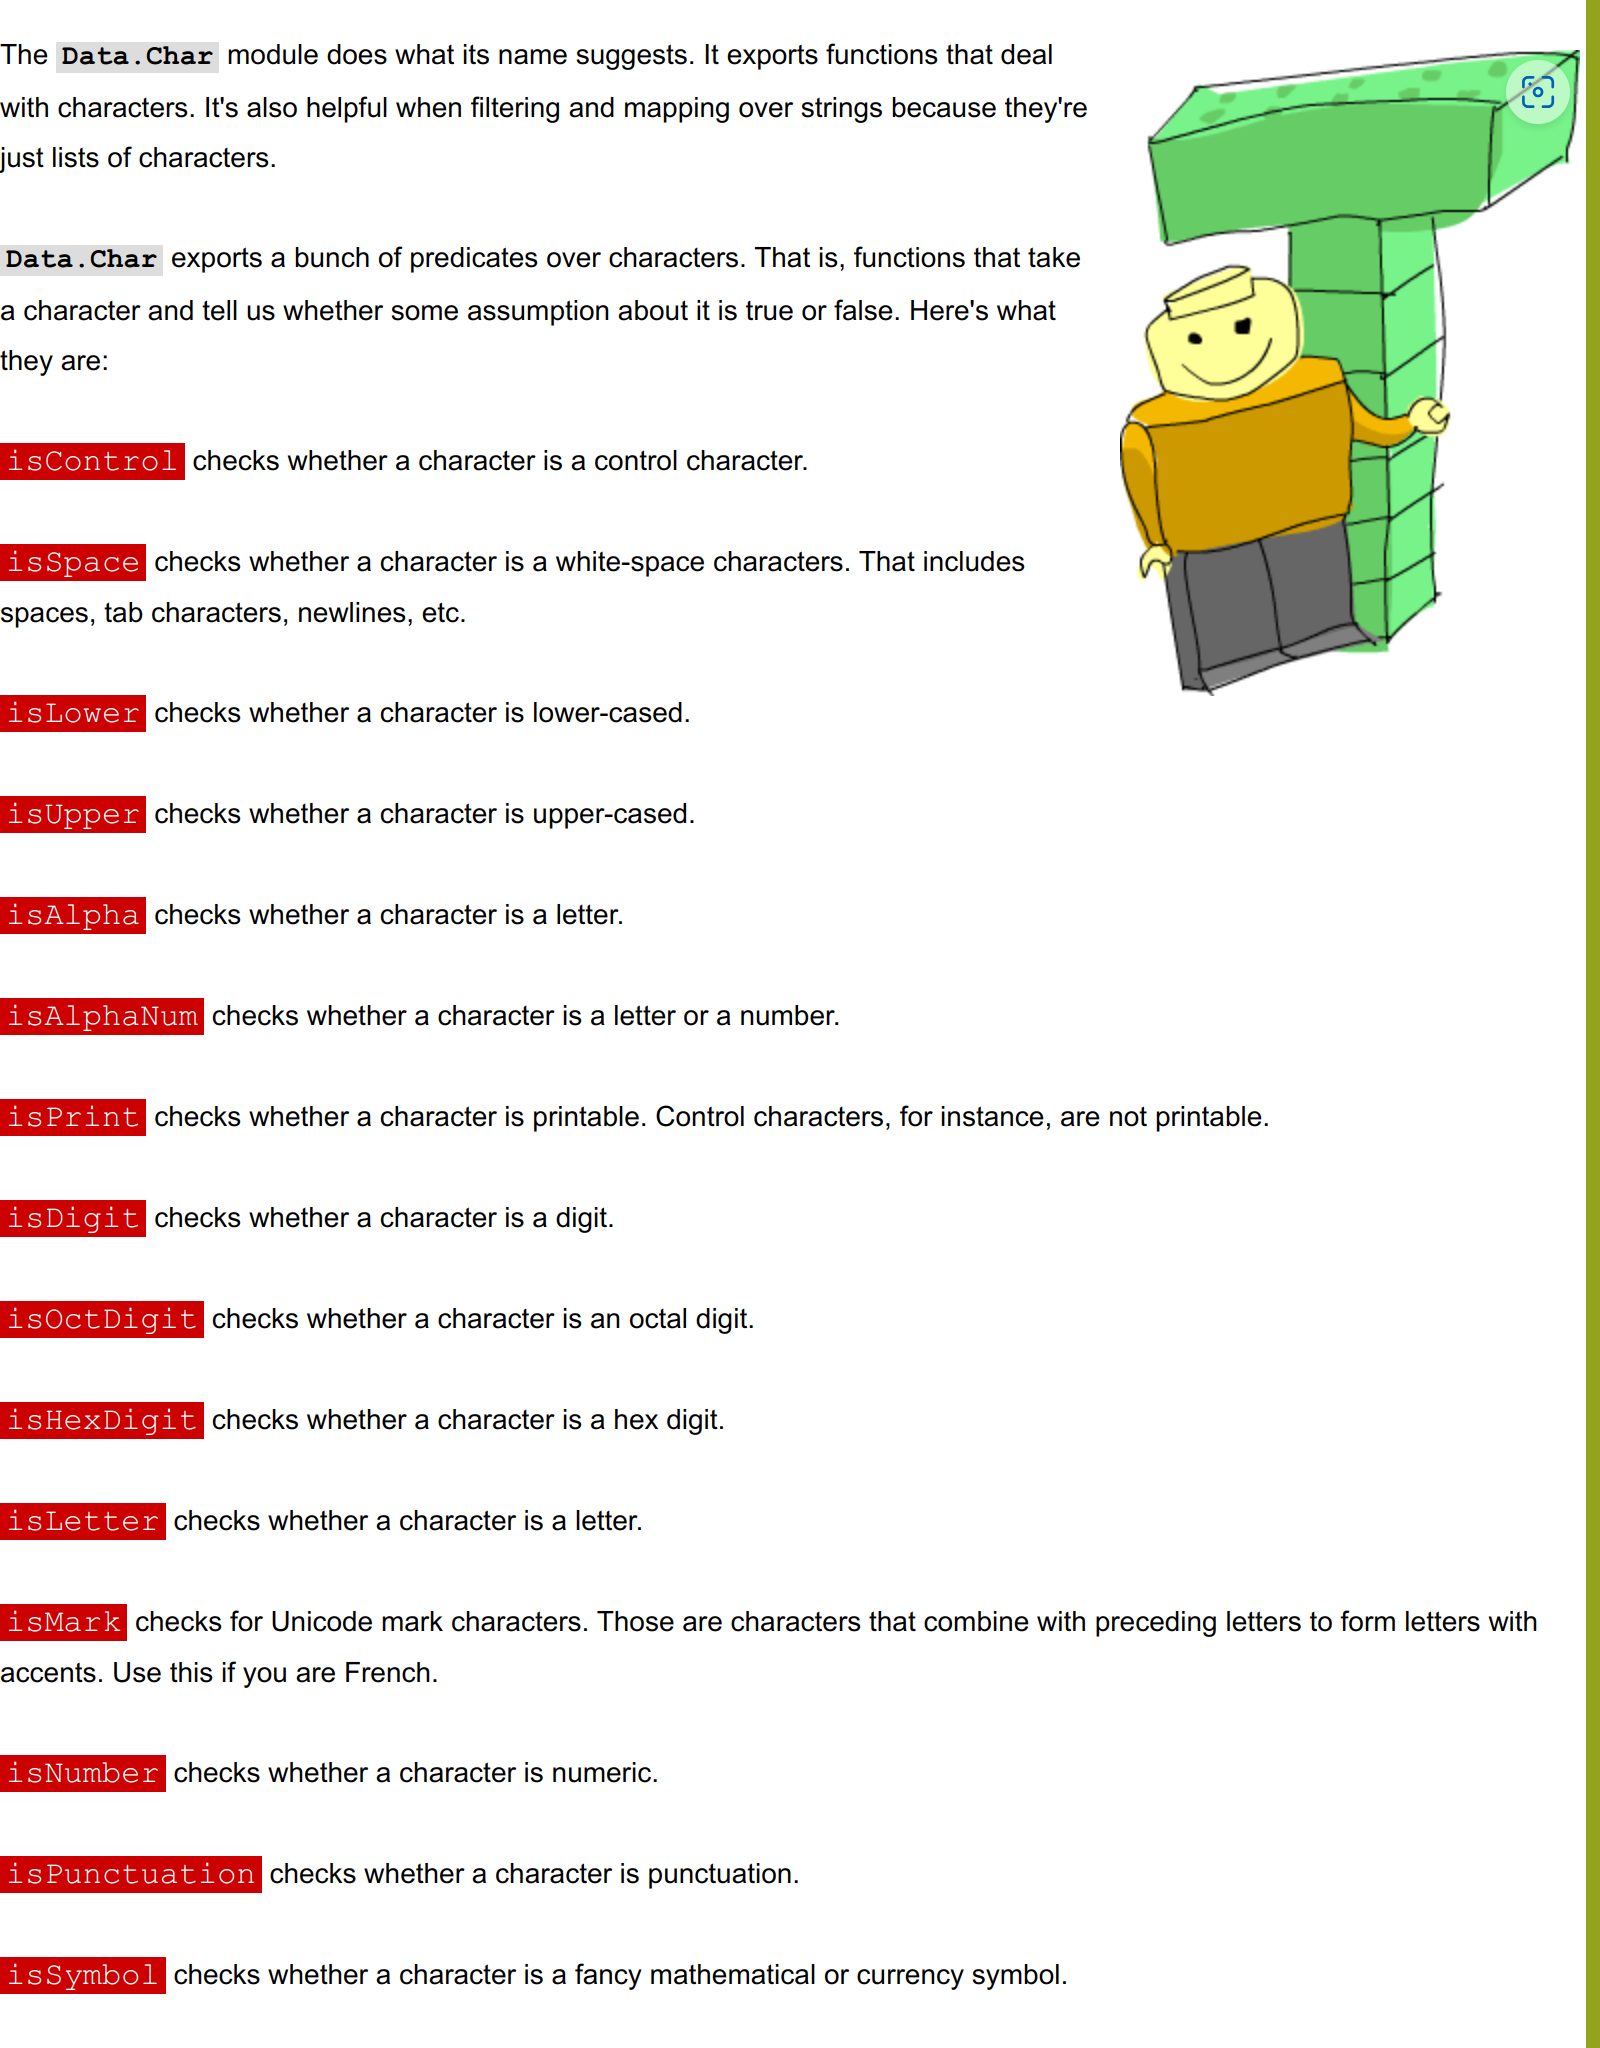 The Data.Char module does what its name suggests. It exports functions that deal
with characters. It's also helpful when filtering and mapping over strings because they're
just lists of characters.
Data.Char exports a bunch of predicates over characters. That is, functions that take
a character and tell us whether some assumption about it is true or false. Here's what
they are:
isControl checks whether a character is a control character.
isSpace checks whether a character is a white-space characters. That includes
spaces, tab characters, newlines, etc.
isLower checks whether a character is lower-cased.
isUpper checks whether a character is upper-cased.
isAlpha checks whether a character is a letter.
isAlphaNum checks whether a character is a letter or a number.
isPrint checks whether a character is printable. Control characters, for instance, are not printable.
isDigit checks whether a character is a digit.
isOctDigit checks whether a character is an octal digit.
isHexDigit checks whether a character is a hex digit.
isLetter checks whether a character is a letter.
isMark checks for Unicode mark characters. Those are characters that combine with preceding letters to form letters with
accents. Use this if you are French.
isNumber checks whether a character is numeric.
isPunctuation checks whether a character is punctuation.
isSymbol checks whether a character is a fancy mathematical or currency symbol.